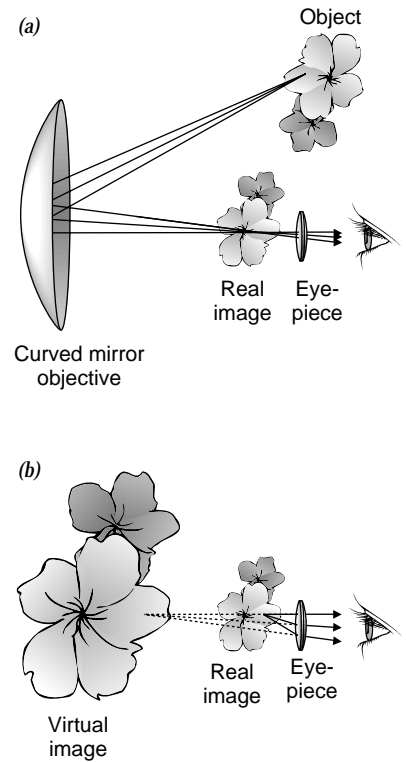 (a)
Object
Real
image
Eye-
piece
Curved mirror
objective
(b)
Real
image
Eye-
piece
Virtual
image